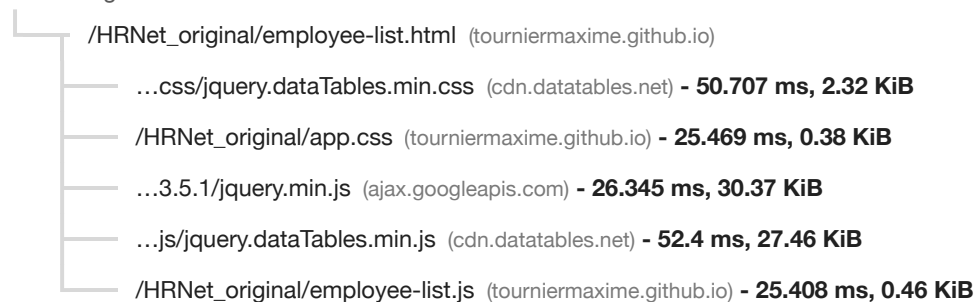 /HRNet_original/employee-list.html (tourniermaxime.github.io)
…css/jquery.dataTables.min.css (cdn.datatables.net) - 50.707 ms, 2.32 KiB
/HRNet_original/app.css (tourniermaxime.github.io) - 25.469 ms, 0.38 KiB
…3.5.1/jquery.min.js (ajax.googleapis.com) - 26.345 ms, 30.37 KiB
…js/jquery.dataTables.min.js (cdn.datatables.net) - 52.4 ms, 27.46 KiB
/HRNet_original/employee-list.js (tourniermaxime.github.io) - 25.408 ms, 0.46 KiB